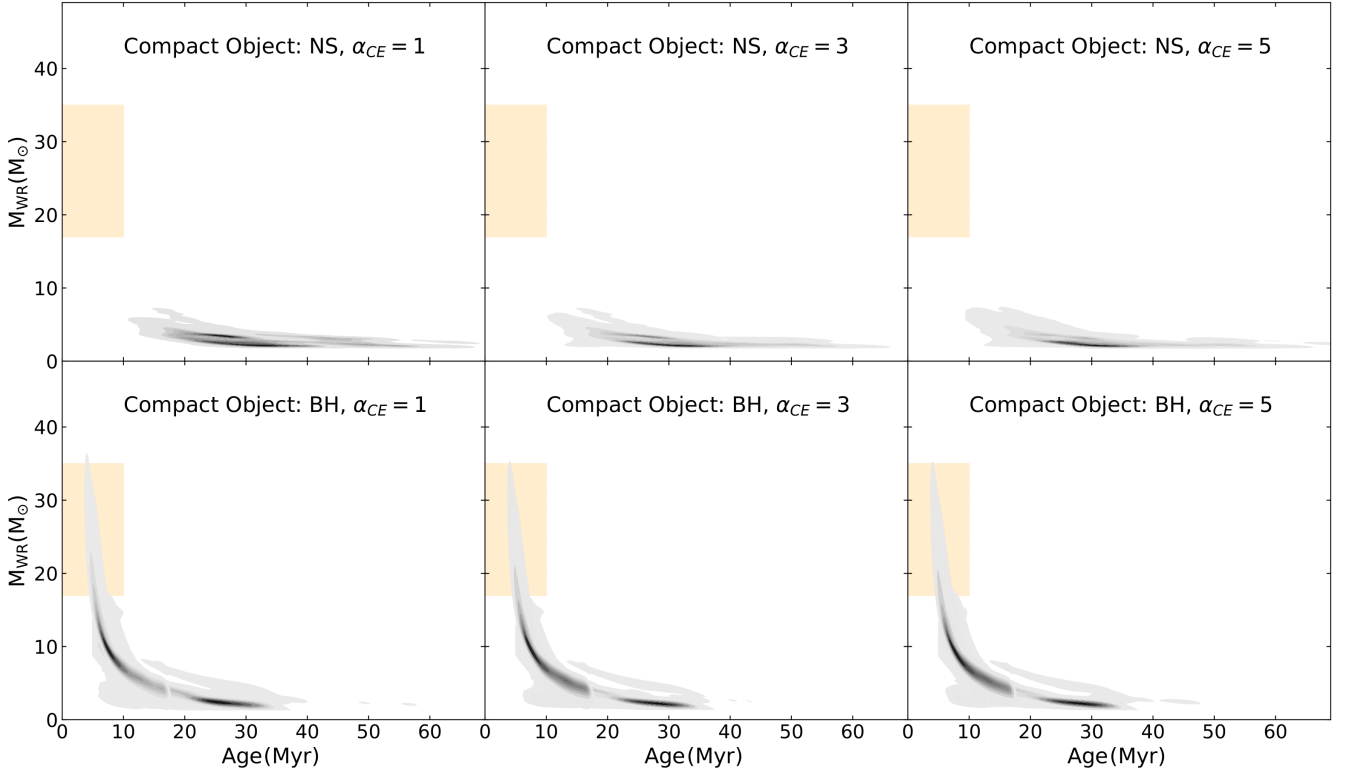 Compact Object: NS, α_CE = 1
Compact Object: NS, α_CE = 3
Compact Object: NS, α_CE = 5
40
30
20
10
0
M_WR(M_⊙)
Compact Object: BH, α_CE = 1
Compact Object: BH, α_CE = 3
Compact Object: BH, α_CE = 5
40
30
20
10
0
M_WR(M_⊙)
0 10 20 30 40 50 60 0 10 20 30 40 50 60 0 10 20 30 40 50 60
Age(Myr) Age(Myr) Age(Myr)